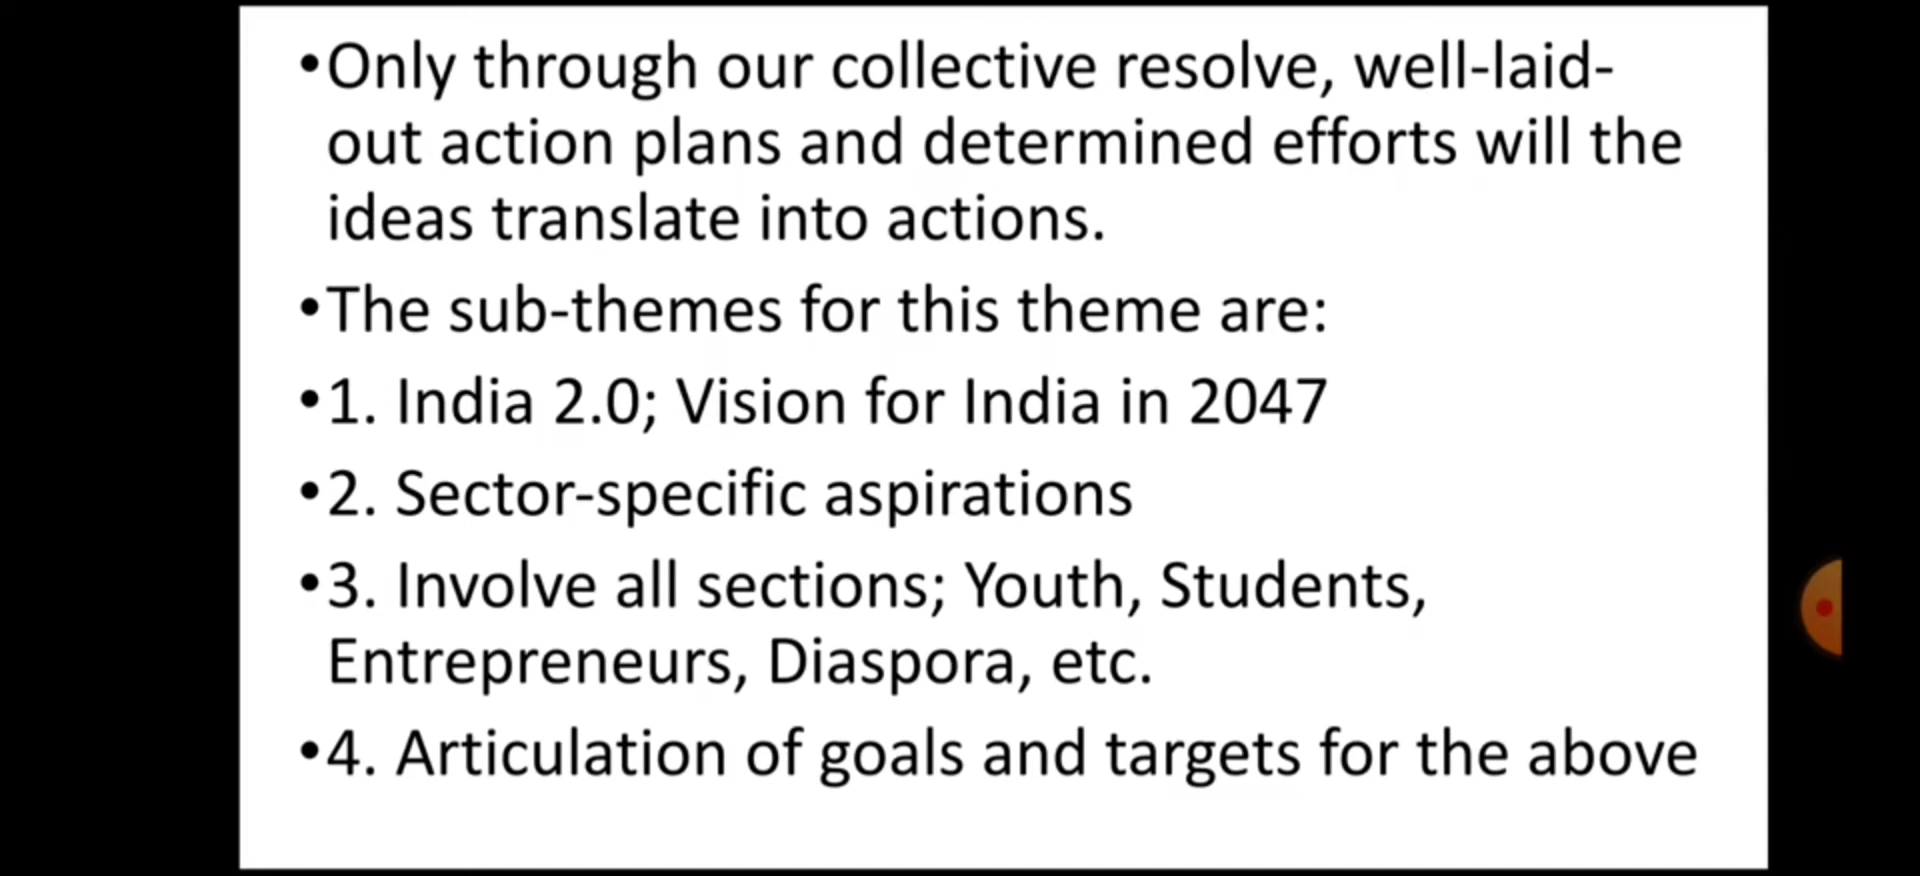 •Only through our collective resolve, well-laid-
out action plans and determined efforts will the
ideas translate into actions.
•The sub-themes for this theme are:
•1. India 2.0; Vision for India in 2047
•2. Sector-specific aspirations
•3. Involve all sections; Youth, Students,
Entrepreneurs, Diaspora, etc.
•4. Articulation of goals and targets for the above